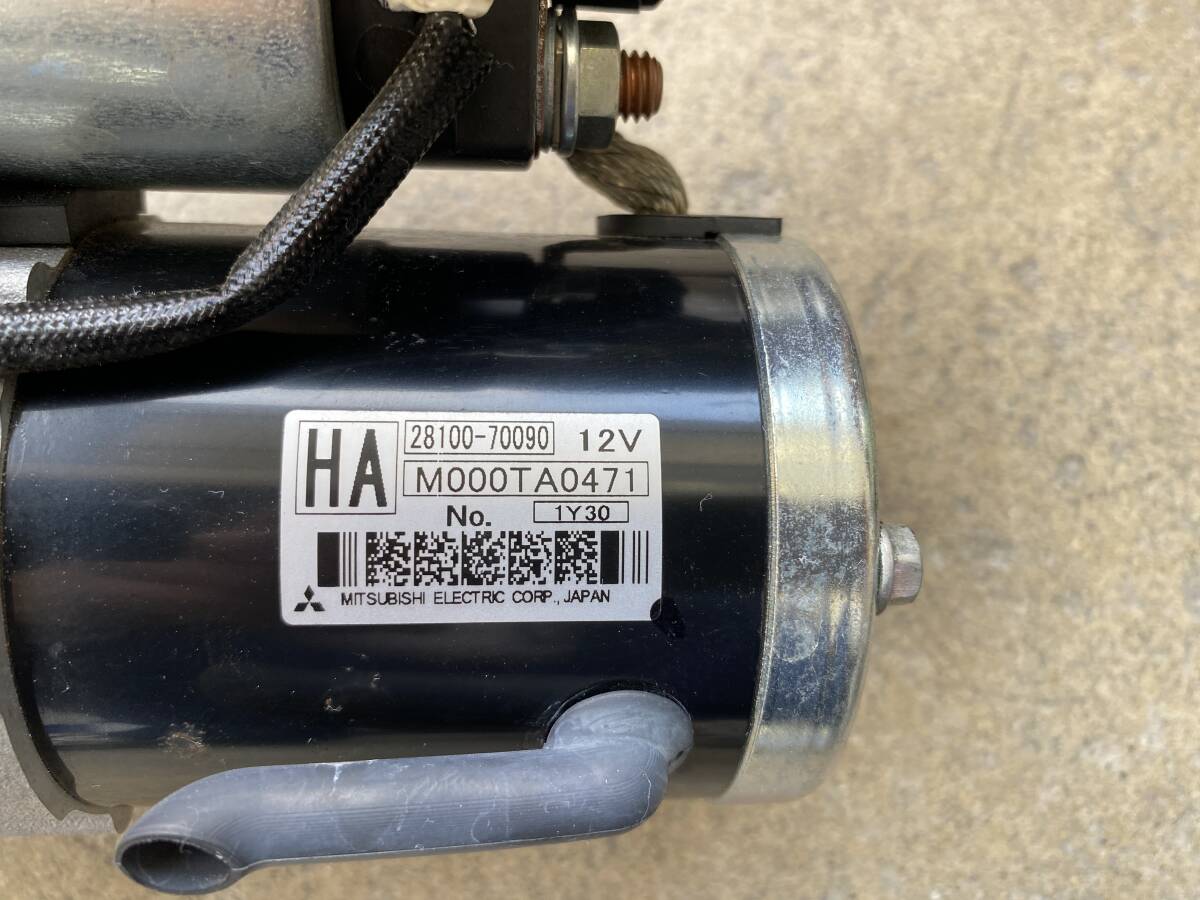 HA 28100-70090 12V
M000TA0471
No. 1Y30
MITSUBISHI ELECTRIC CORP., JAPAN